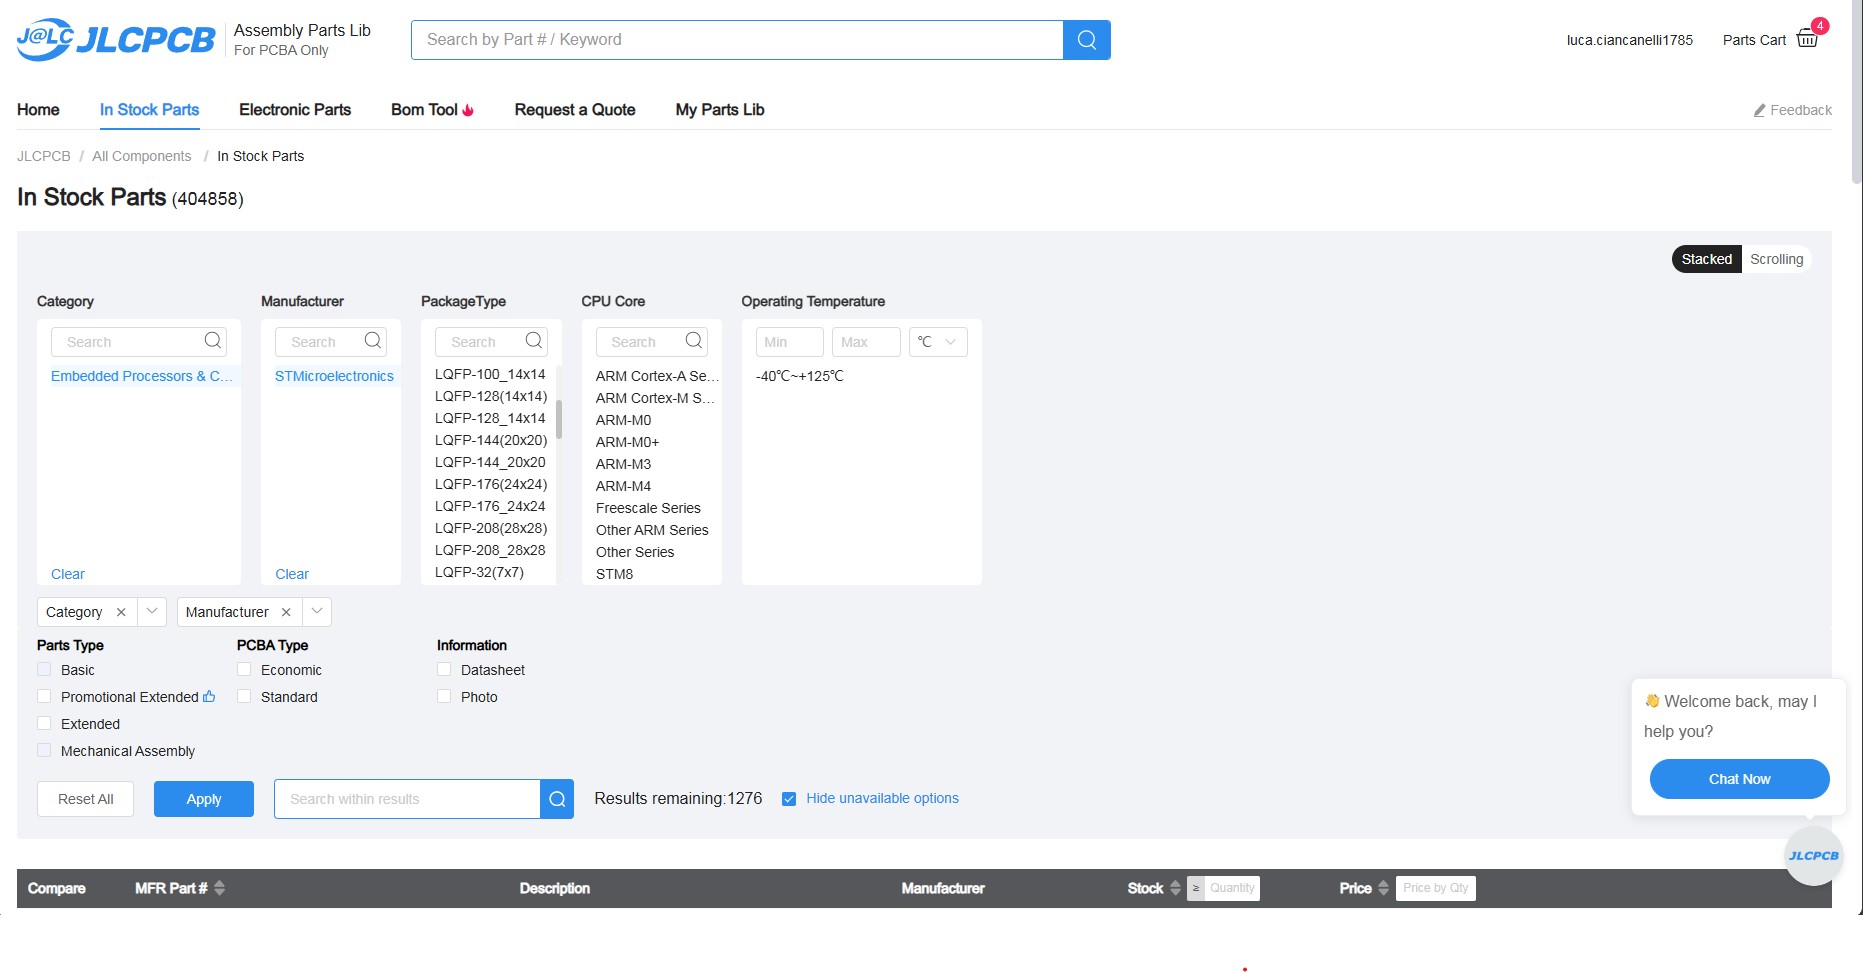 J@LC JLCPCB
Assembly Parts Lib
For PCBA Only
Search by Part # / Keyword
luca.ciancanelli1785
Parts Cart
4
Home
In Stock Parts
Electronic Parts
Bom Tool
Request a Quote
My Parts Lib
Feedback
JLCPCB / All Components / In Stock Parts
In Stock Parts (404858)
Stacked
Scrolling
Category
Search
Embedded Processors & C...
Clear
Manufacturer
Search
STMicroelectronics
Clear
PackageType
Search
LQFP-100_14x14
LQFP-128(14x14)
LQFP-128_14x14
LQFP-144(20x20)
LQFP-144_20x20
LQFP-176(24x24)
LQFP-176_24x24
LQFP-208(28x28)
LQFP-208_28x28
LQFP-32(7x7)
CPU Core
Search
ARM Cortex-A Se...
ARM Cortex-M S...
ARM-M0
ARM-M0+
ARM-M3
ARM-M4
Freescale Series
Other ARM Series
Other Series
STM8
Operating Temperature
Min
Max
℃
-40℃~+125℃
Category ×
Manufacturer ×
Parts Type
Basic
Promotional Extended
Extended
Mechanical Assembly
PCBA Type
Economic
Standard
Information
Datasheet
Photo
Reset All
Apply
Search within results
Results remaining:1276
Hide unavailable options
👋 Welcome back, may I
help you?
Chat Now
JLCPCB
Compare
MFR Part #
Description
Manufacturer
Stock
≥
Quantity
Price
Price by Qty